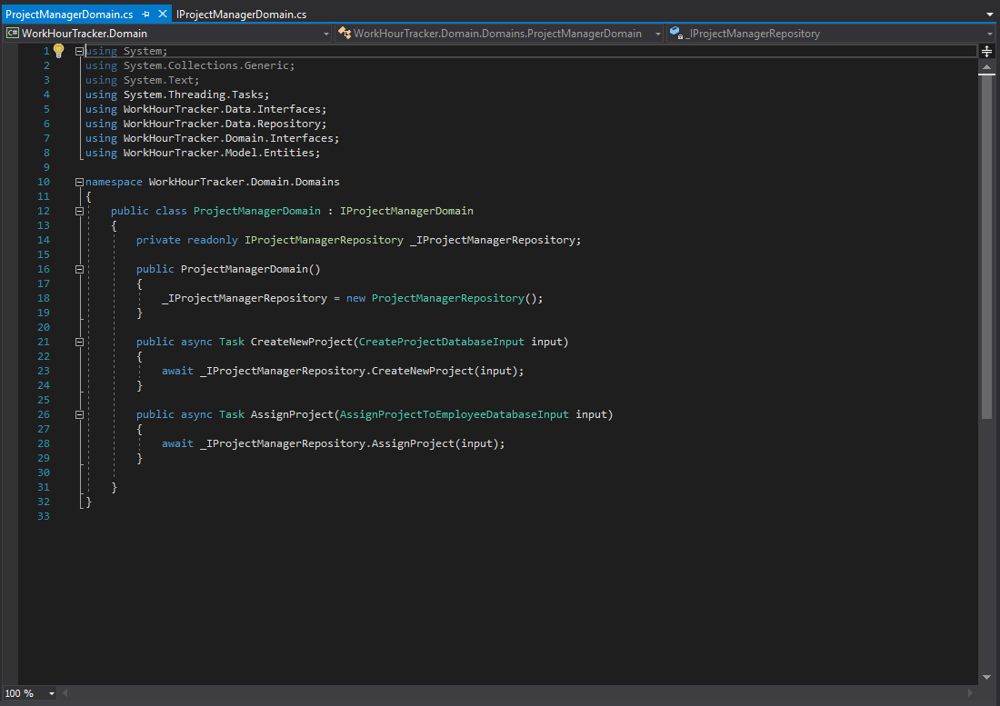 ProjectManagerDomain.cs IProjectManagerDomain.cs
C# WorkHourTracker.Domain WorkHourTracker.Domain.Domains.ProjectManagerDomain _IProjectManagerRepository
1 using System;
2 using System.Collections.Generic;
3 using System.Text;
4 using System.Threading.Tasks;
5 using WorkHourTracker.Data.Interfaces;
6 using WorkHourTracker.Data.Repository;
7 using WorkHourTracker.Domain.Interfaces;
8 using WorkHourTracker.Model.Entities;
9
10 namespace WorkHourTracker.Domain.Domains
11 {
12 public class ProjectManagerDomain : IProjectManagerDomain
13 {
14 private readonly IProjectManagerRepository _IProjectManagerRepository;
15
16 public ProjectManagerDomain()
17 {
18 _IProjectManagerRepository = new ProjectManagerRepository();
19 }
20
21 public async Task CreateNewProject(CreateProjectDatabaseInput input)
22 {
23 await _IProjectManagerRepository.CreateNewProject(input);
24 }
25
26 public async Task AssignProject(AssignProjectToEmployeeDatabaseInput input)
27 {
28 await _IProjectManagerRepository.AssignProject(input);
29 }
30
31 }
32 }
33
100 %